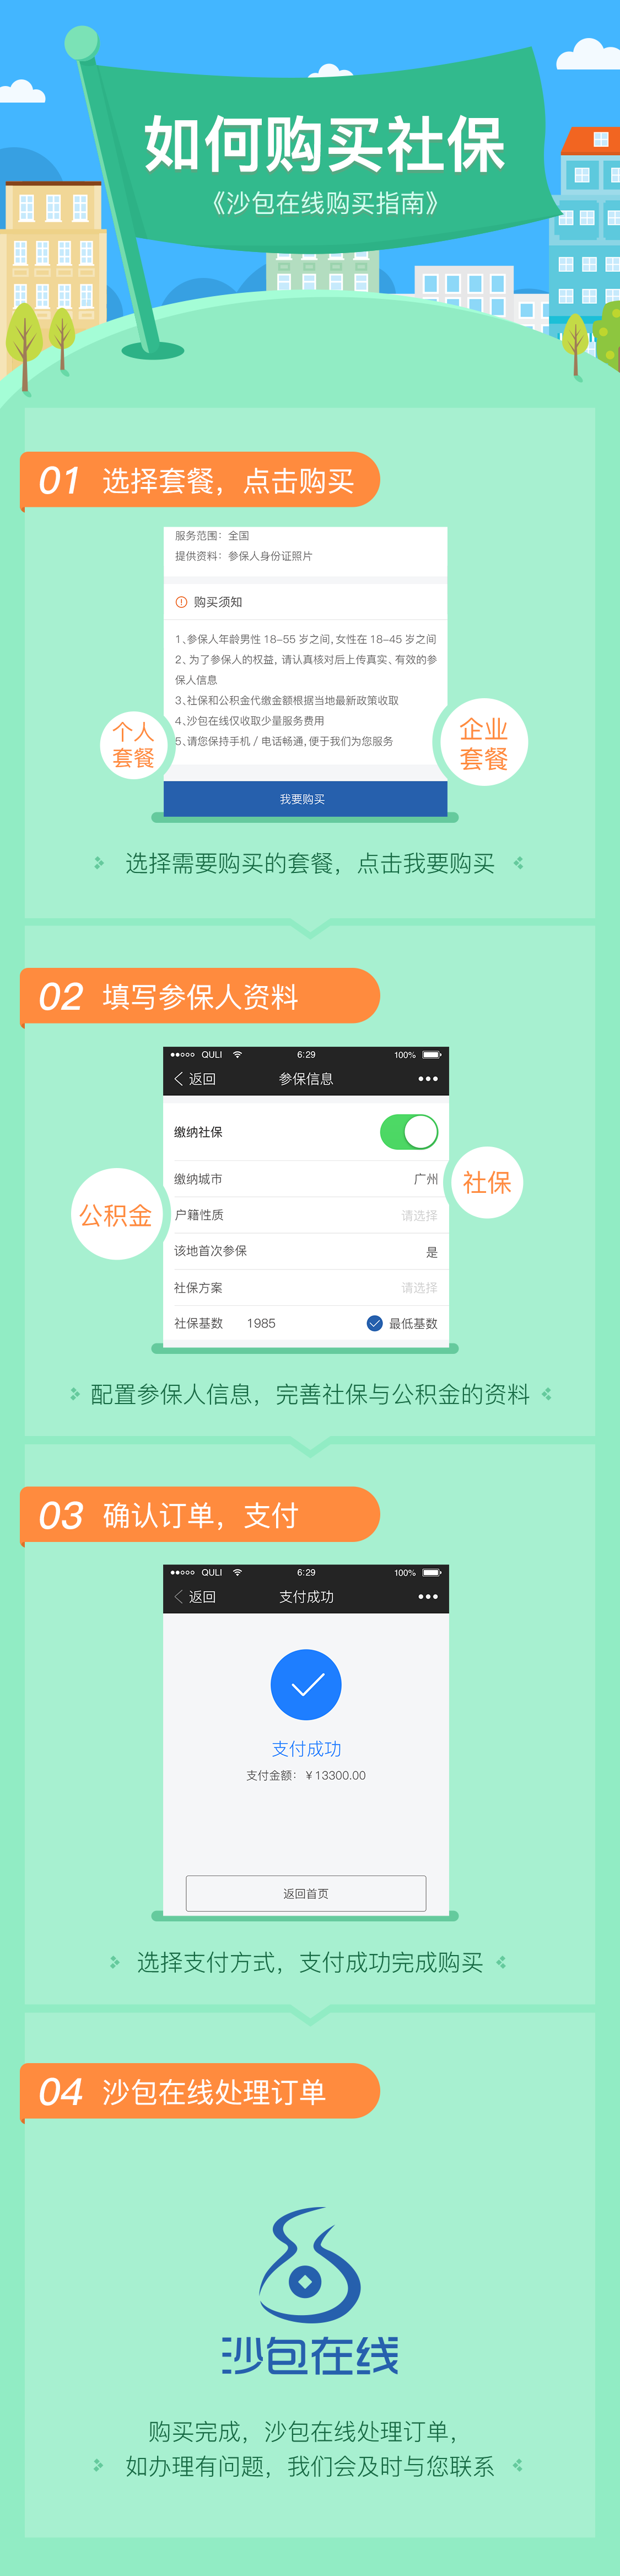 如何购买社保
《沙包在线购买指南》
01 选择套餐，点击购买
服务范围：全国
提供资料：参保人身份证照片
购买须知
1、参保人年龄男性 18-55 岁之间，女性在 18-45 岁之间
2、为了参保人的权益，请认真核对后上传真实、有效的参
保人信息
3、社保和公积金代缴金额根据当地最新政策收取
4、沙包在线仅收取少量服务费用
5、请您保持手机 / 电话畅通，便于我们为您服务
个人
套餐
企业
套餐
我要购买
选择需要购买的套餐，点击我要购买
02 填写参保人资料
QULI 6:29 100%
返回 参保信息
缴纳社保
缴纳城市 广州
户籍性质 请选择
该地首次参保 是
社保方案 请选择
社保基数 1985 最低基数
公积金
社保
配置参保人信息，完善社保与公积金的资料
03 确认订单，支付
QULI 6:29 100%
返回 支付成功
支付成功
支付金额：￥13300.00
返回首页
选择支付方式，支付成功完成购买
04 沙包在线处理订单
沙包在线
购买完成，沙包在线处理订单，
如办理有问题，我们会及时与您联系